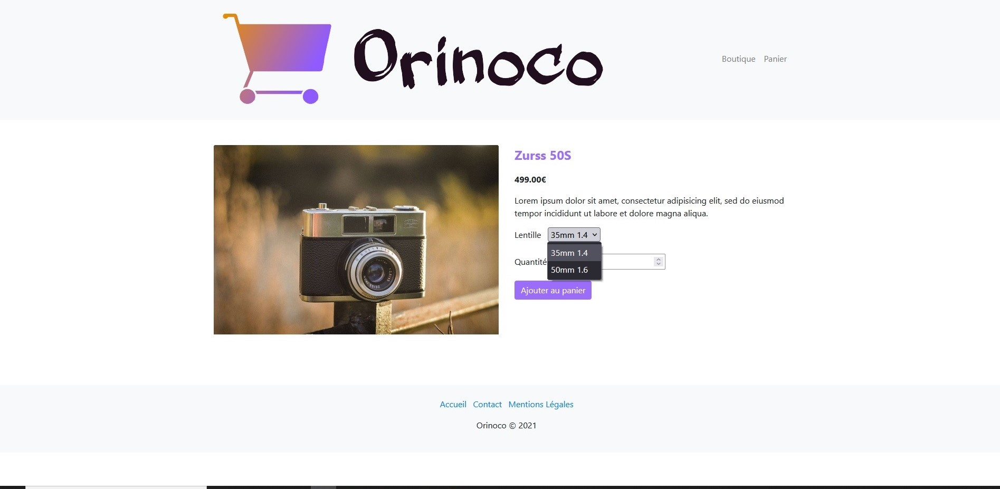 Orinoco
Boutique Panier
Zurss 50S
499.00€
Lorem ipsum dolor sit amet, consectetur adipisicing elit, sed do eiusmod
tempor incididunt ut labore et dolore magna aliqua.
Lentille 35mm 1.4
35mm 1.4
50mm 1.6
Quantité
Ajouter au panier
ZEISS IKON
Accueil Contact Mentions Légales
Orinoco © 2021